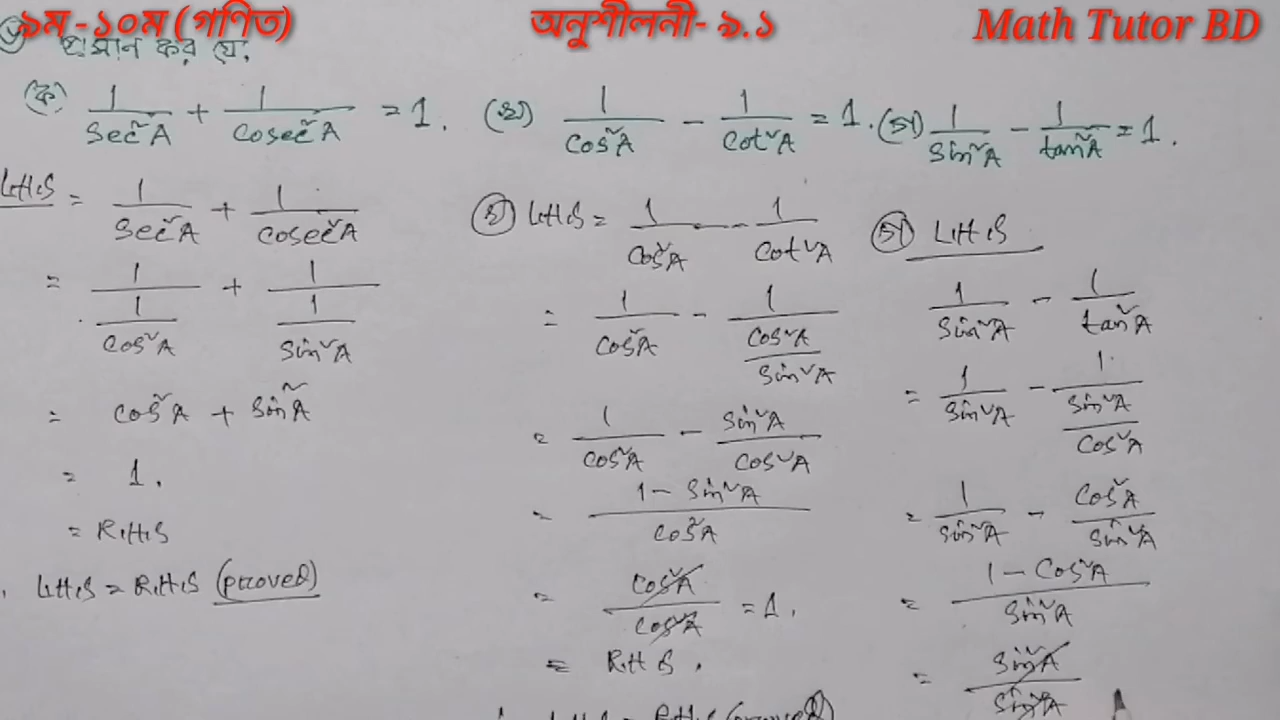 ৯ম -১০ম (গণিত) অনুশীলনী- ৯.১ Math Tutor BD
প্রমান কর যে,
(ক) 1/sec²A + 1/cosec²A = 1. (খ) 1/cos²A - 1/cot²A = 1. (গ) 1/sin²A - 1/tan²A = 1.
L.H.S = 1/sec²A + 1/cosec²A
= 1/(1/cos²A) + 1/(1/sin²A)
= cos²A + sin²A
= 1.
= R.H.S
L.H.S = R.H.S (proved)
(খ) L.H.S = 1/cos²A - 1/cot²A
= 1/cos²A - 1/(cos²A/sin²A)
= 1/cos²A - sin²A/cos²A
= (1 - sin²A)/cos²A
= cos²A/cos²A = 1.
= R.H.S.
L.H.S = R.H.S (proved)
(গ) L.H.S
1/sin²A - 1/tan²A
= 1/sin²A - 1/(sin²A/cos²A)
= 1/sin²A - cos²A/sin²A
= (1 - cos²A)/sin²A
= sin²A/sin²A